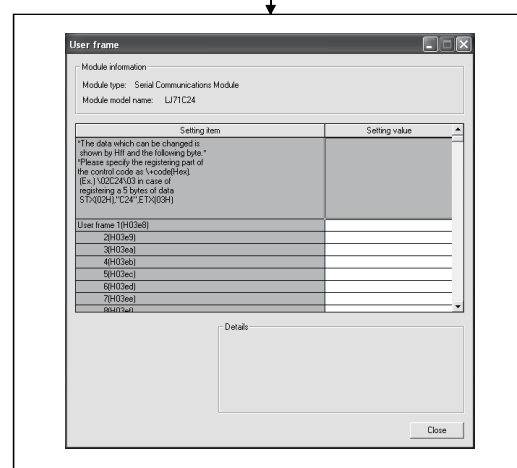 User frame
Module information
Module type: Serial Communications Module
Module model name: LJ71C24
Setting item Setting value
"The data which can be changed is
shown by Hff and the following byte."
"Please specify the registering part of
the control code as \+code(Hex).
(Ex.) \02C24\03 in case of
registering a 5 bytes of data
STX(02H),"C24",ETX(03H)
User frame 1(H03e8)
2(H03e9)
3(H03ea)
4(H03eb)
5(H03ec)
6(H03ed)
7(H03ee)
8(H03ef)
Details
Close